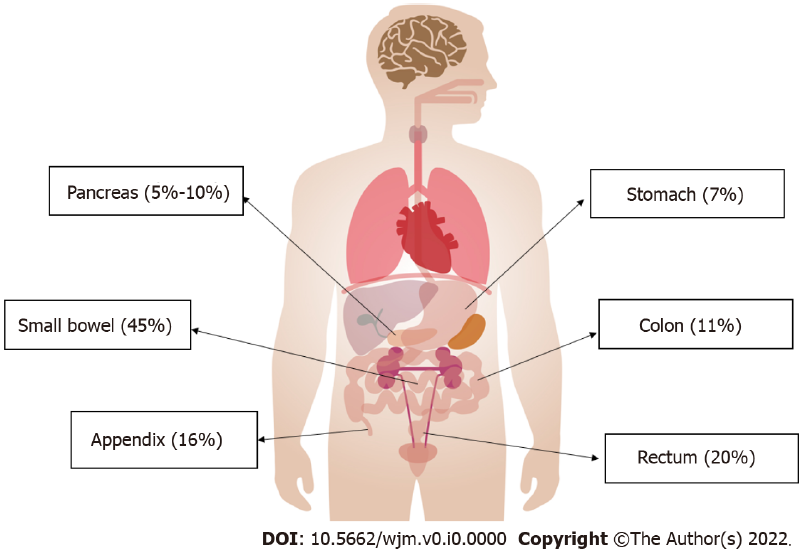 Pancreas (5%-10%)
Stomach (7%)
Small bowel (45%)
Colon (11%)
Appendix (16%)
Rectum (20%)
DOI: 10.5662/wjm.v0.i0.0000 Copyright ©The Author(s) 2022.